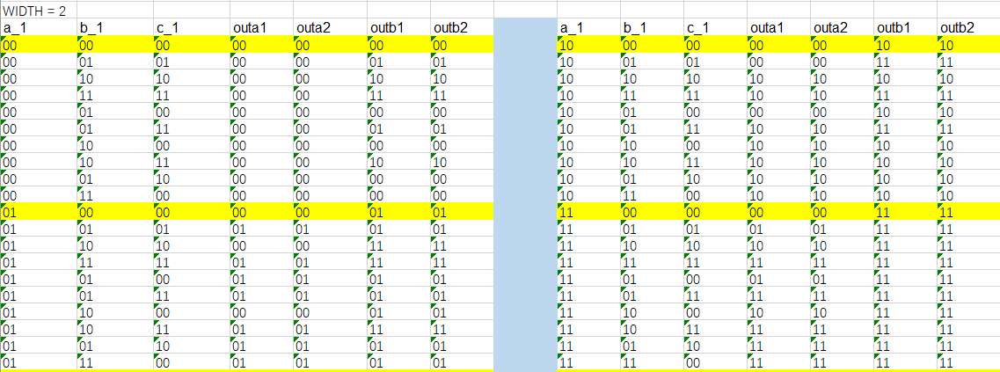 WIDTH = 2
a_1 b_1 c_1 outa1 outa2 outb1 outb2 a_1 b_1 c_1 outa1 outa2 outb1 outb2
00 00 00 00 00 00 00 10 00 00 00 00 10 10
00 01 01 00 00 01 01 10 01 01 00 00 11 11
00 10 10 00 00 10 10 10 10 10 10 10 10 10
00 11 11 00 00 11 11 10 11 11 10 10 11 11
00 01 00 00 00 00 00 10 01 00 00 00 10 10
00 01 11 00 00 01 01 10 01 11 10 10 11 11
00 10 00 00 00 00 00 10 10 00 10 10 10 10
00 10 11 00 00 10 10 10 10 11 10 10 11 11
00 01 10 00 00 00 00 10 01 10 10 10 10 10
00 11 00 00 00 00 00 10 11 00 10 10 10 10
01 00 00 00 00 01 01 11 00 00 00 00 11 11
01 01 01 01 01 01 01 11 01 01 01 01 11 11
01 10 10 00 00 11 11 11 10 10 10 10 11 11
01 11 11 01 01 11 11 11 11 11 11 11 11 11
01 01 00 01 01 01 01 11 01 00 01 01 11 11
01 01 11 01 01 01 01 11 01 11 11 11 11 11
01 10 00 00 00 01 01 11 10 00 10 10 11 11
01 10 11 01 01 11 11 11 10 11 11 11 11 11
01 01 10 01 01 01 01 11 01 10 11 11 11 11
01 11 00 01 01 01 01 11 11 00 11 11 11 11